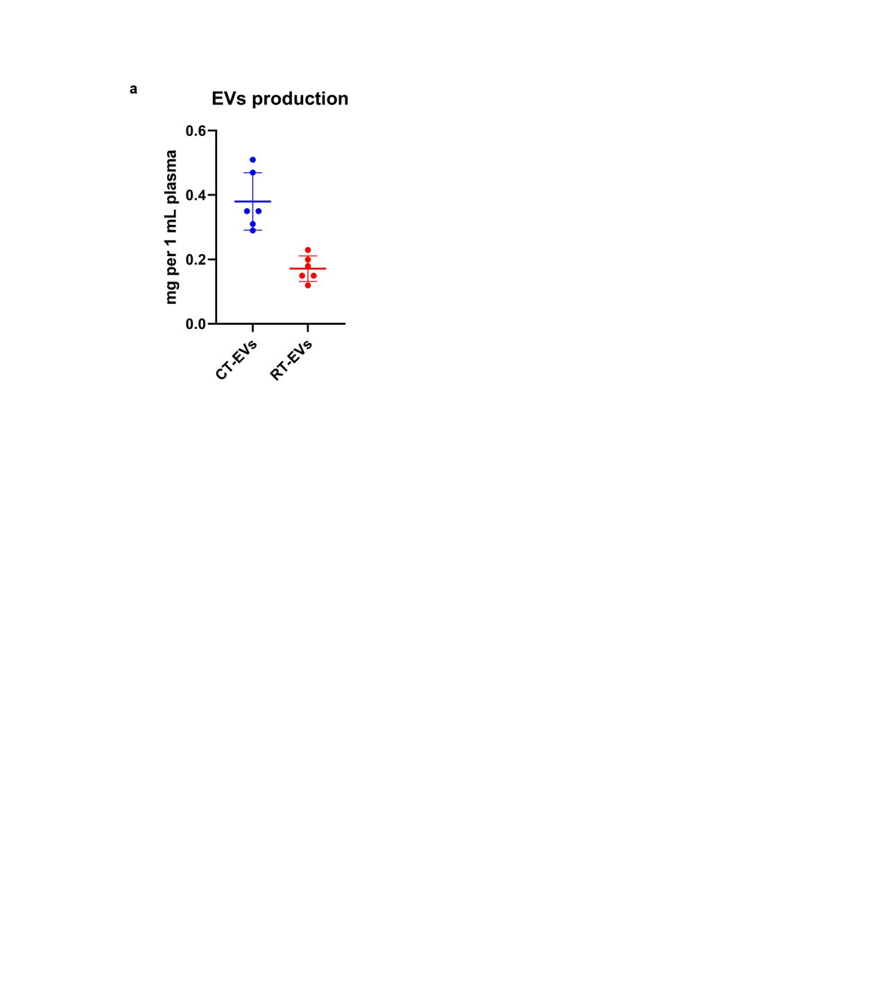 a
EVs production
mg per 1 mL plasma
0.6
0.4
0.2
0.0
CT-EVs
RT-EVs